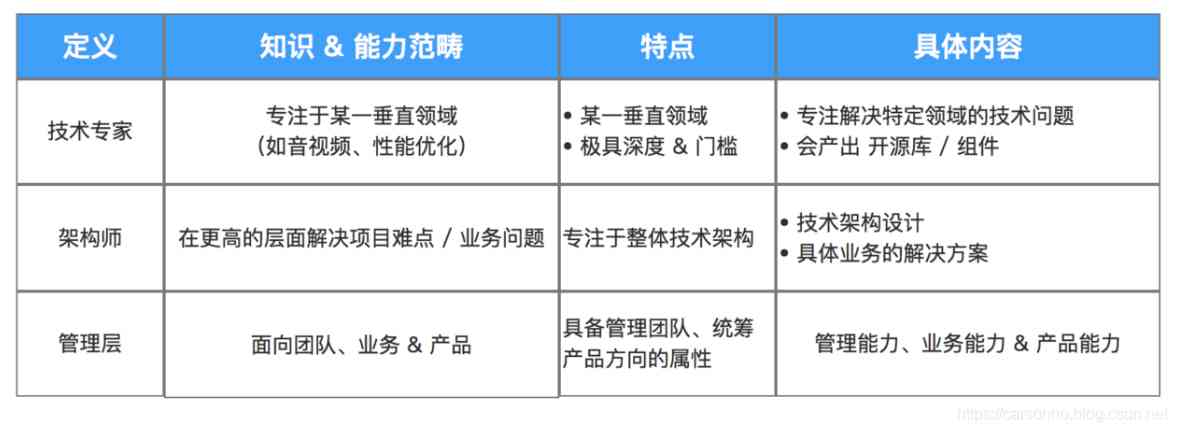 定义 知识 & 能力范畴 特点 具体内容
技术专家
专注于某一垂直领域
（如音视频、性能优化）
• 某一垂直领域
• 极具深度 & 门槛
• 专注解决特定领域的技术问题
• 会产出 开源库 / 组件
架构师
在更高的层面解决项目难点 / 业务问题
专注于整体技术架构
• 技术架构设计
• 具体业务的解决方案
管理层
面向团队、业务 & 产品
具备管理团队、统筹
产品方向的属性
管理能力、业务能力 & 产品能力
https://carsonho.blog.csdn.net